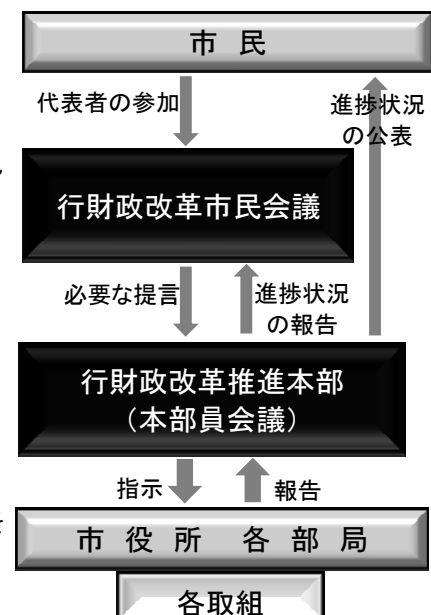 市 民
代表者の参加
進捗状況
の公表
行財政改革市民会議
必要な提言
進捗状況
の報告
行財政改革推進本部
（本部員会議）
指示
報告
市 役 所 各 部 局
各取組